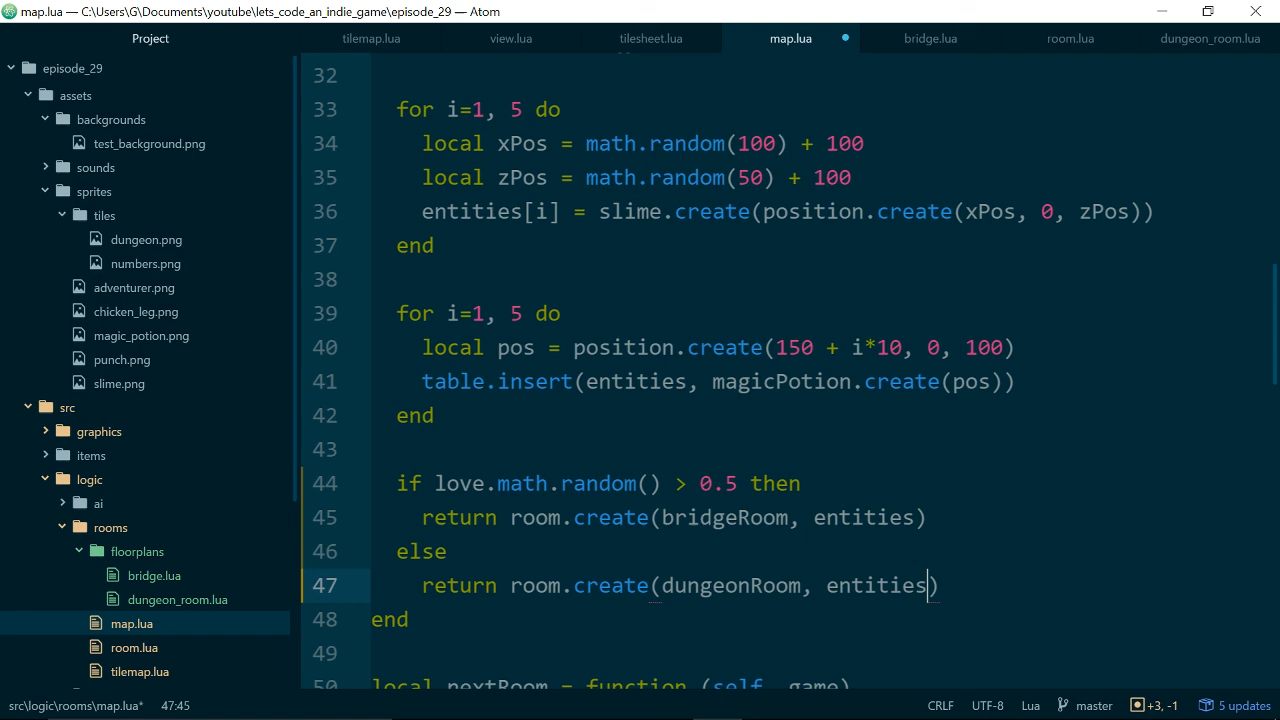 map.lua — C:\Users\G\Documents\youtube\lets_code_an_indie_game\episode_29 — Atom
Project
tilemap.lua
view.lua
tilesheet.lua
map.lua
bridge.lua
room.lua
dungeon_room.lua
episode_29
assets
backgrounds
test_background.png
sounds
sprites
tiles
dungeon.png
numbers.png
adventurer.png
chicken_leg.png
magic_potion.png
punch.png
slime.png
src
graphics
items
logic
ai
rooms
floorplans
bridge.lua
dungeon_room.lua
map.lua
room.lua
tilemap.lua
32
33 for i=1, 5 do
34 local xPos = math.random(100) + 100
35 local zPos = math.random(50) + 100
36 entities[i] = slime.create(position.create(xPos, 0, zPos))
37 end
38
39 for i=1, 5 do
40 local pos = position.create(150 + i*10, 0, 100)
41 table.insert(entities, magicPotion.create(pos))
42 end
43
44 if love.math.random() > 0.5 then
45 return room.create(bridgeRoom, entities)
46 else
47 return room.create(dungeonRoom, entities)
48 end
49
50 local nextRoom = function (self, game)
src\logic\rooms\map.lua* 47:45
CRLF UTF-8 Lua master +3, -1 5 updates